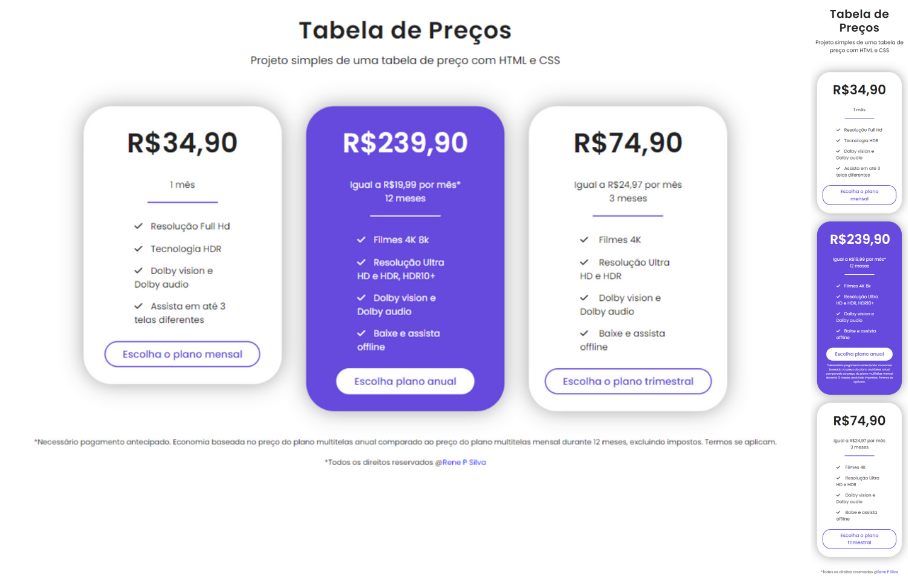 Tabela de Preços
Projeto simples de uma tabela de preço com HTML e CSS
R$34,90
1 mês
Resolução Full Hd
Tecnologia HDR
Dolby vision e
Dolby audio
Assista em até 3
telas diferentes
Escolha o plano mensal
R$239,90
Igual a R$19,99 por mês*
12 meses
Filmes 4K 8k
Resolução Ultra
HD e HDR, HDR10+
Dolby vision e
Dolby audio
Baixe e assista
offline
Escolha plano anual
R$74,90
Igual a R$24,97 por mês
3 meses
Filmes 4K
Resolução Ultra
HD e HDR
Dolby vision e
Dolby audio
Baixe e assista
offline
Escolha o plano trimestral
*Necessário pagamento antecipado. Economia baseada no preço do plano multitelas anual comparado ao preço do plano multitelas mensal durante 12 meses, excluindo impostos. Termos se aplicam.
*Todos os direitos reservados @Rene P Silva
Tabela de
Preços
Projeto simples de uma tabela de
preço com HTML e CSS
R$34,90
1 mês
Resolução Full Hd
Tecnologia HDR
Dolby vision e
Dolby audio
Assista em até 3
telas diferentes
Escolha o plano
mensal
R$239,90
Igual a R$19,99 por mês*
12 meses
Filmes 4K 8k
Resolução Ultra
HD e HDR, HDR10+
Dolby vision e
Dolby audio
Baixe e assista
offline
Escolha plano anual
R$74,90
Igual a R$24,97 por mês
3 meses
Filmes 4K
Resolução Ultra
HD e HDR
Dolby vision e
Dolby audio
Baixe e assista
offline
Escolha o plano
trimestral
*Todos os direitos reservados @Rene P Silva